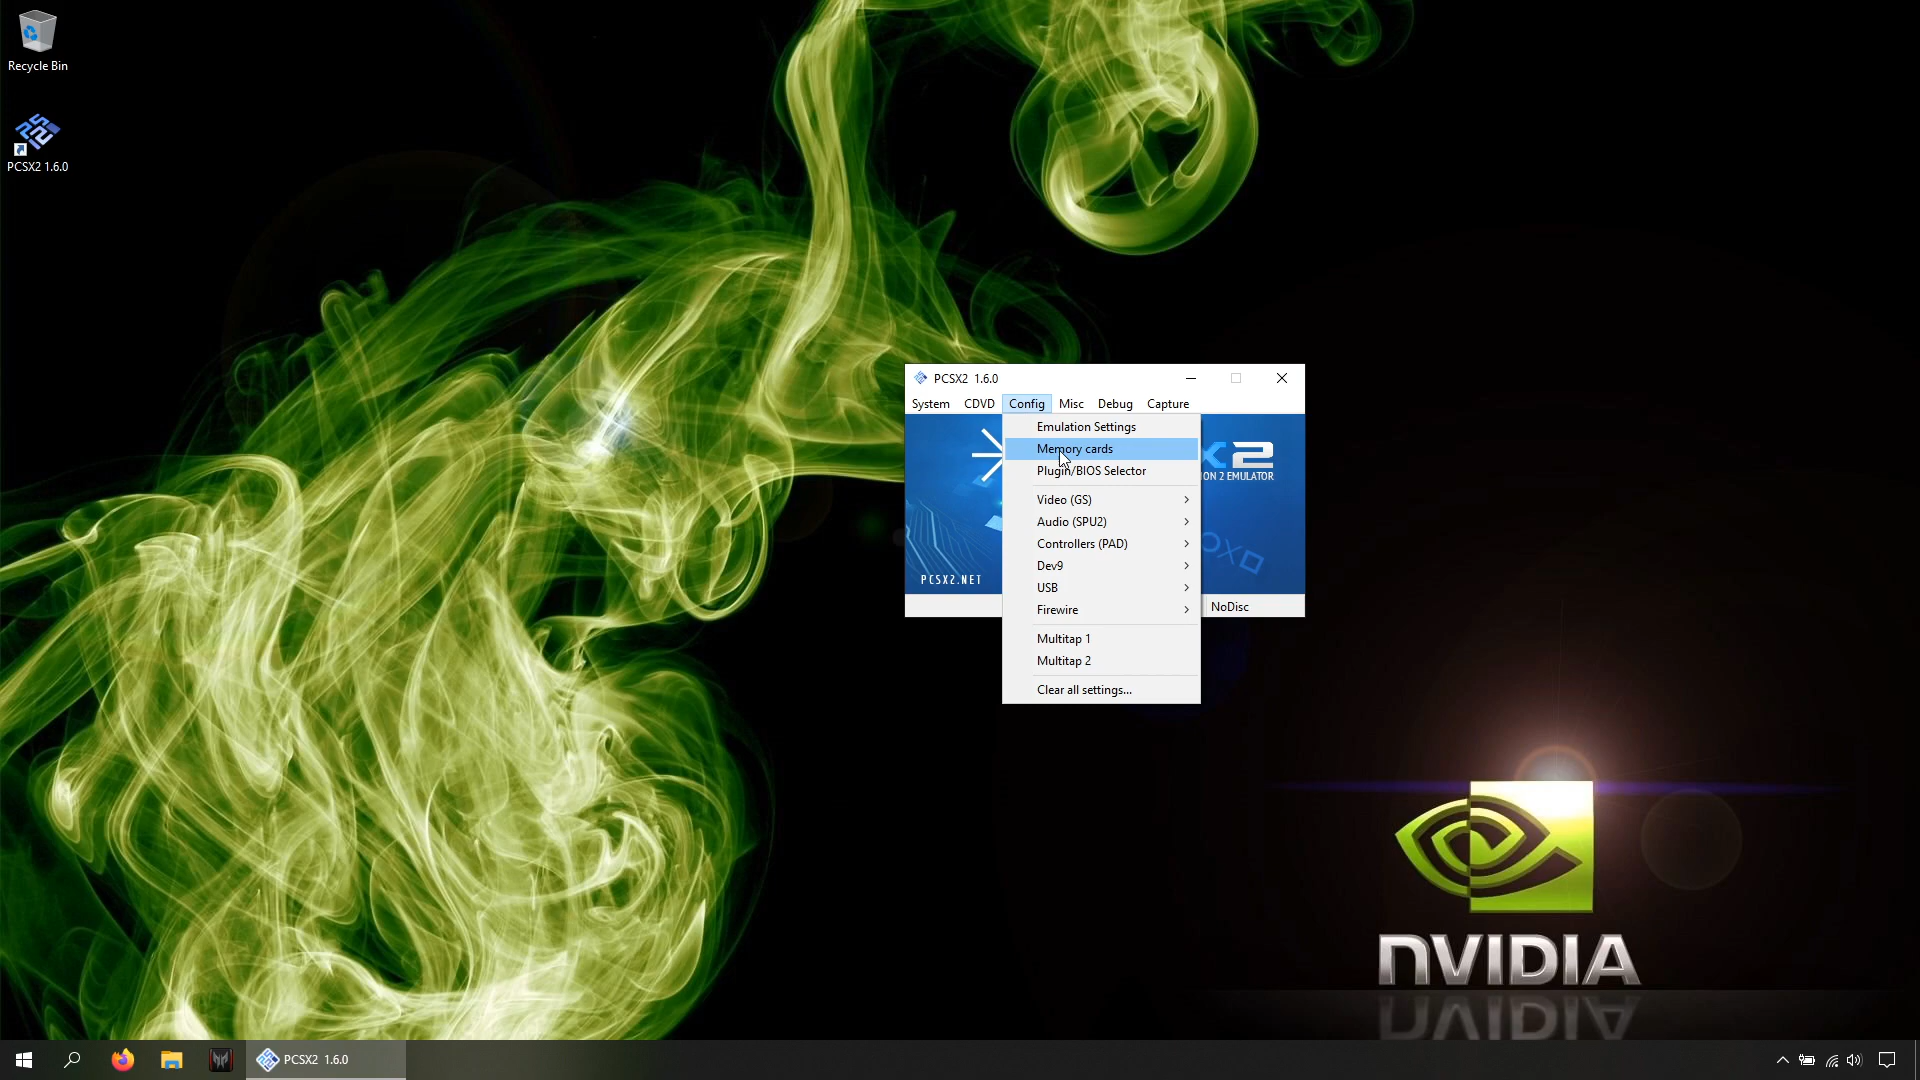 Recycle Bin
PCSX2 1.6.0
PCSX2 1.6.0
System CDVD Config Misc Debug Capture
Emulation Settings
Memory cards
Plugin/BIOS Selector
Video (GS)
Audio (SPU2)
Controllers (PAD)
Dev9
USB
Firewire
Multitap 1
Multitap 2
Clear all settings...
X2
ION 2 EMULATOR
PCSX2.NET
NoDisc
NVIDIA
PCSX2 1.6.0